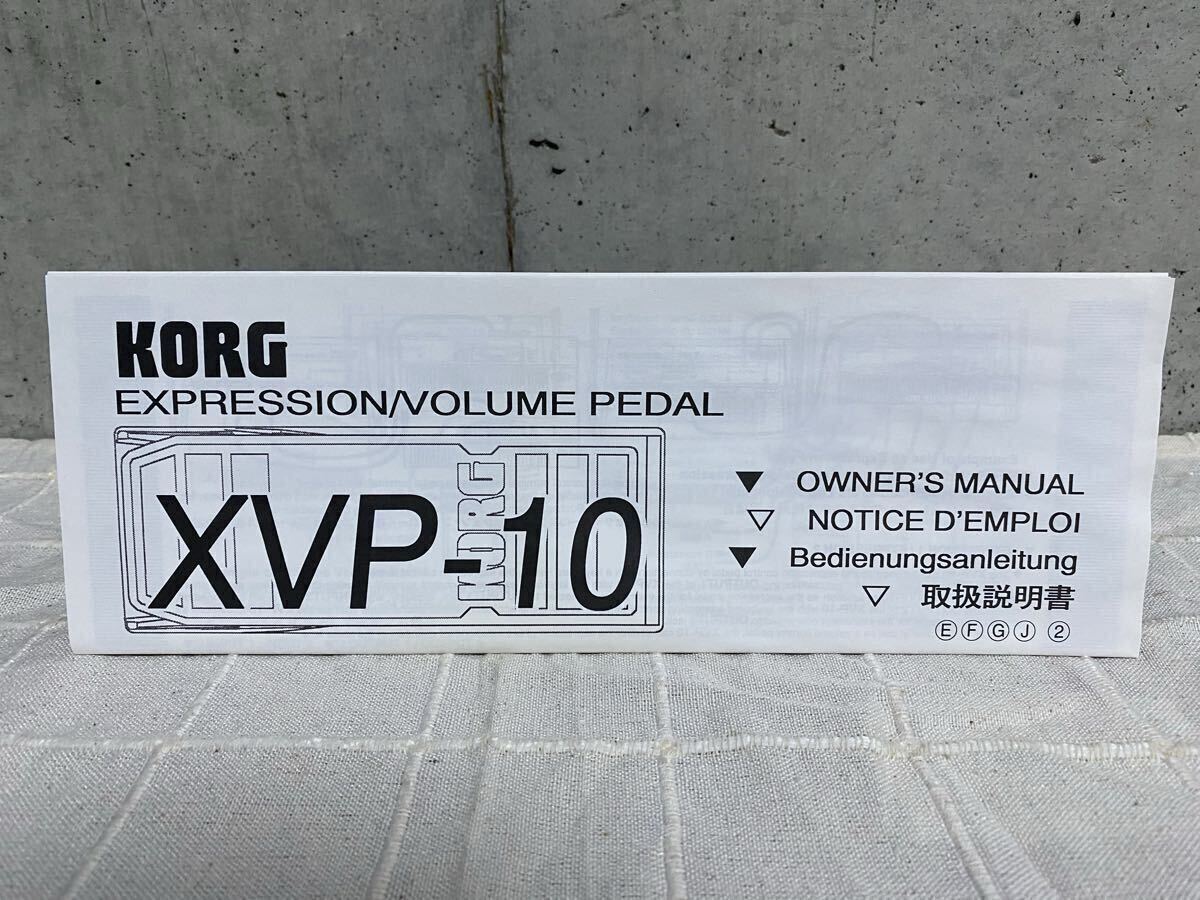 KORG
EXPRESSION/VOLUME PEDAL
KORG
XVP-10
▼ OWNER'S MANUAL
▽ NOTICE D'EMPLOI
▼ Bedienungsanleitung
▽ 取扱説明書
Ⓔ Ⓕ Ⓖ Ⓙ ②